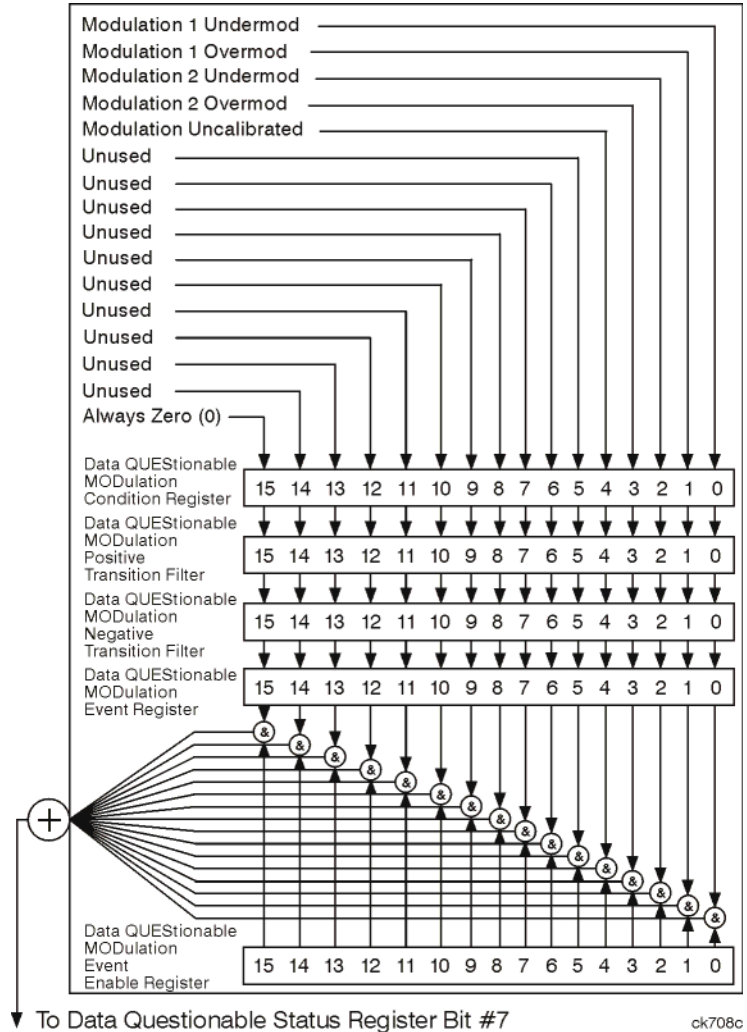 Modulation 1 Undermod
Modulation 1 Overmod
Modulation 2 Undermod
Modulation 2 Overmod
Modulation Uncalibrated
Unused
Unused
Unused
Unused
Unused
Unused
Unused
Unused
Unused
Unused
Always Zero (0)
Data QUEStionable
MODulation
Condition Register
15 14 13 12 11 10 9 8 7 6 5 4 3 2 1 0
Data QUEStionable
MODulation
Positive
Transition Filter
15 14 13 12 11 10 9 8 7 6 5 4 3 2 1 0
Data QUEStionable
MODulation
Negative
Transition Filter
15 14 13 12 11 10 9 8 7 6 5 4 3 2 1 0
Data QUEStionable
MODulation
Event Register
15 14 13 12 11 10 9 8 7 6 5 4 3 2 1 0
& & & & & & & & & & & & & & & &
+
Data QUEStionable
MODulation
Event
Enable Register
15 14 13 12 11 10 9 8 7 6 5 4 3 2 1 0
To Data Questionable Status Register Bit #7
ck708c